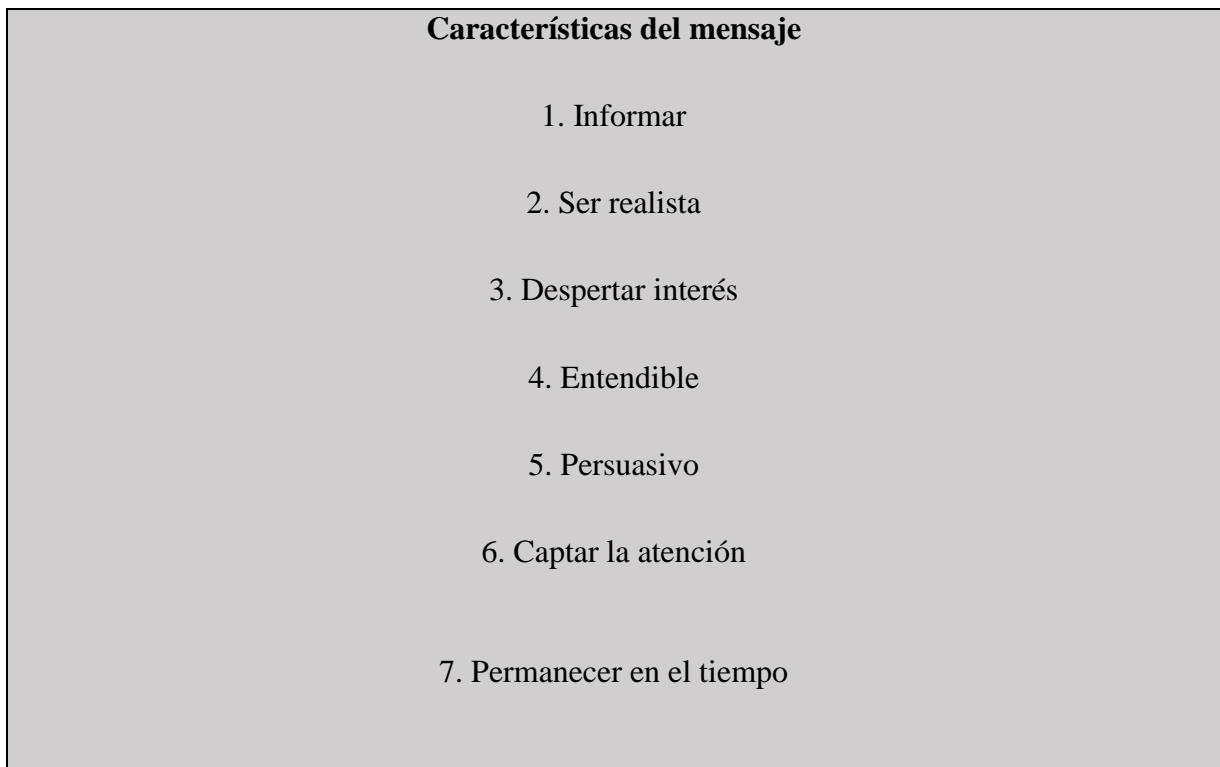 Características del mensaje
1. Informar
2. Ser realista
3. Despertar interés
4. Entendible
5. Persuasivo
6. Captar la atención
7. Permanecer en el tiempo